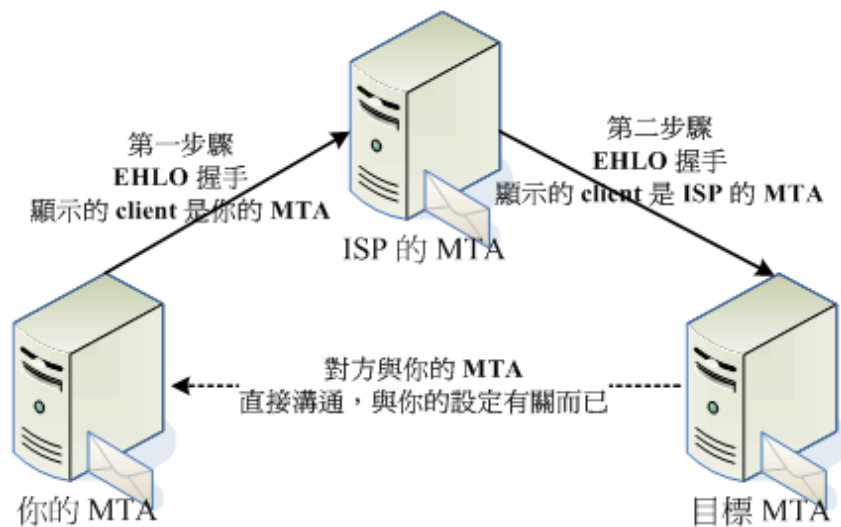 第一步驟
EHLO 握手
顯示的 client 是你的 MTA
第二步驟
EHLO 握手
顯示的 client 是 ISP 的 MTA
ISP 的 MTA
對方與你的 MTA
直接溝通，與你的設定有關而已
你的 MTA
目標 MTA